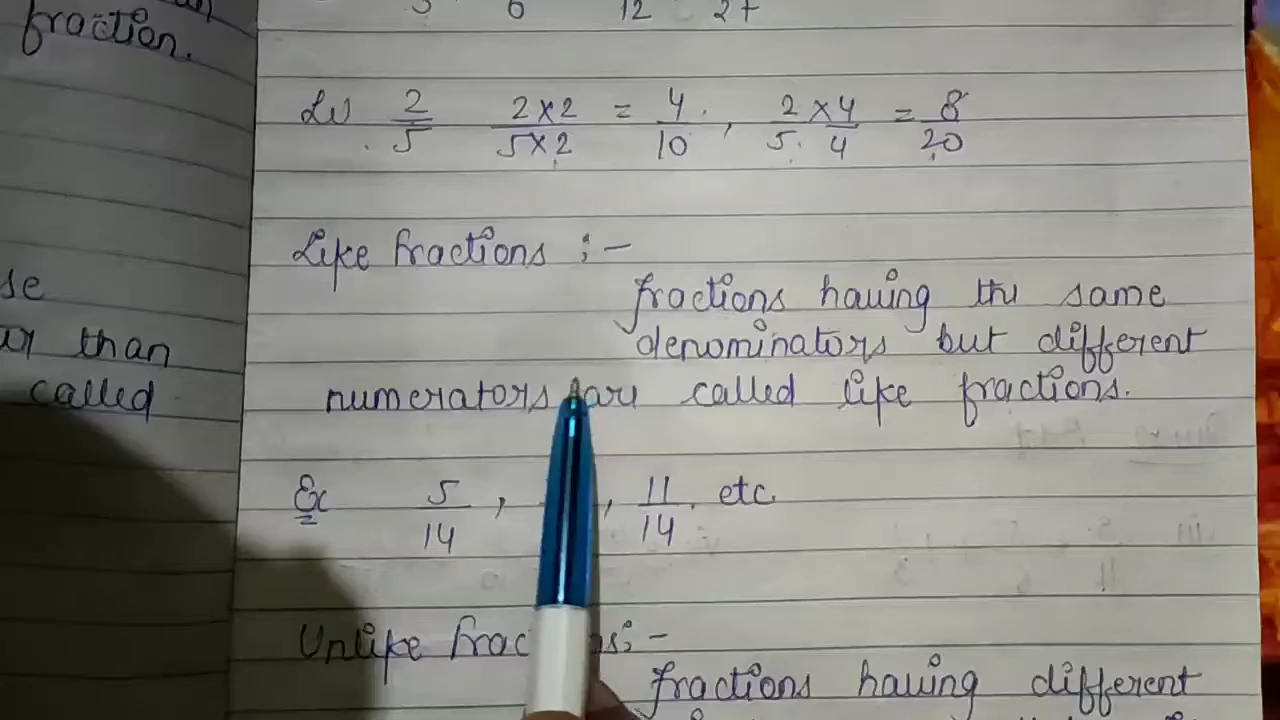 fraction.
se
than
called
12 27
2/5 2×2/5×2 = 4/10, 2/5 × 4/4 = 8/20
Like fractions :-
fractions having the same
denominators but different
numerators are called like fractions.
Ex 5/14 , , 11/14. etc
Unlike frac s:-
fractions having different